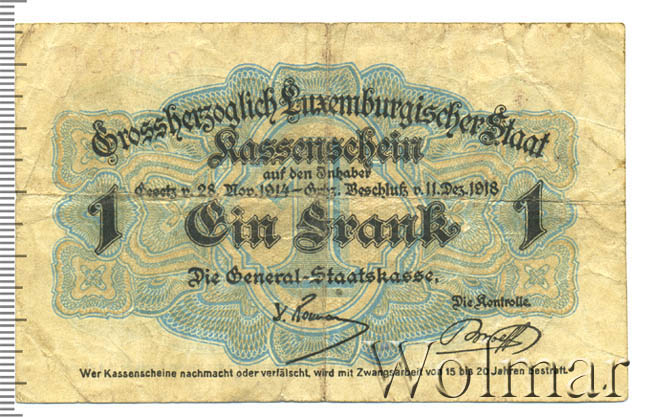 Grossherzoglich Luxemburgischer Staat
Kassenschein
auf den Inhaber
Gesetz v. 28. Nov. 1914 – Grhz. Beschluß v. 11. Dez. 1918
1 Ein Frank 1
Die General-Staatskasse,
Die Kontrolle.
Wer Kassenscheine nachmacht oder verfälscht, wird mit Zwangsarbeit von 15 bis 20 Jahren bestraft.
Wolmar